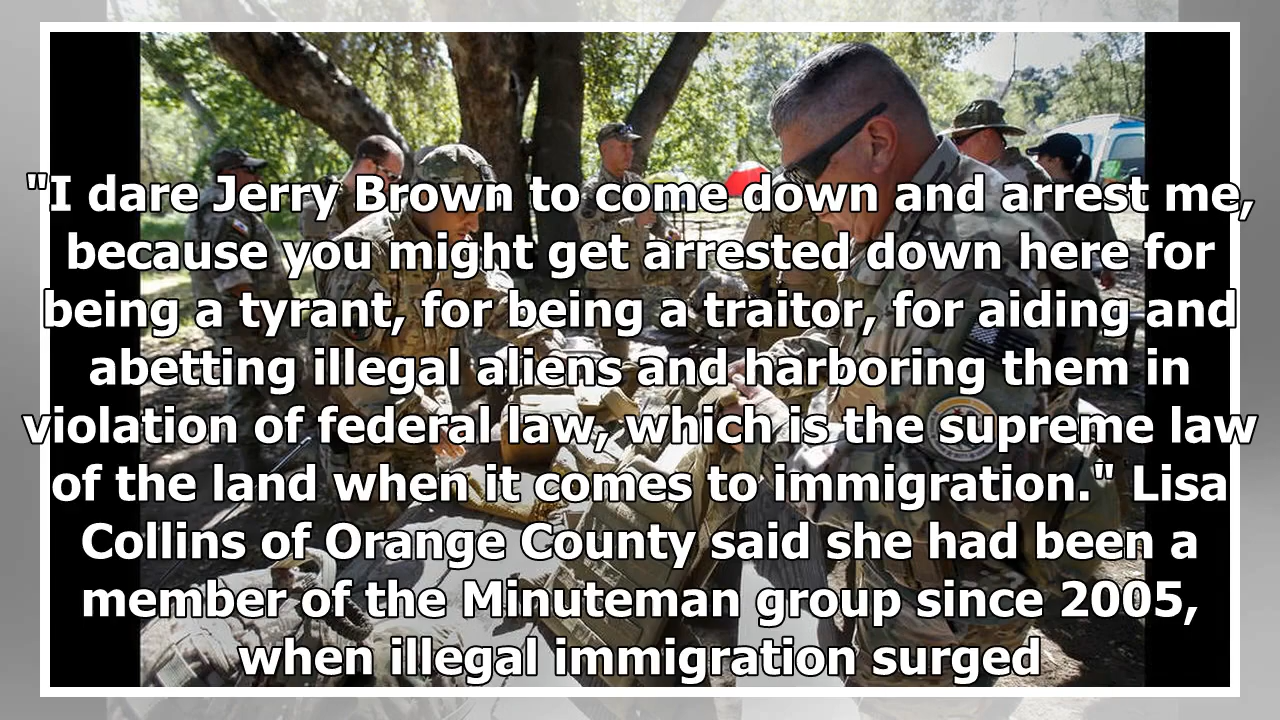 "I dare Jerry Brown to come down and arrest me,
because you might get arrested down here for
being a tyrant, for being a traitor, for aiding and
abetting illegal aliens and harboring them in
violation of federal law, which is the supreme law
of the land when it comes to immigration." Lisa
Collins of Orange County said she had been a
member of the Minuteman group since 2005,
when illegal immigration surged